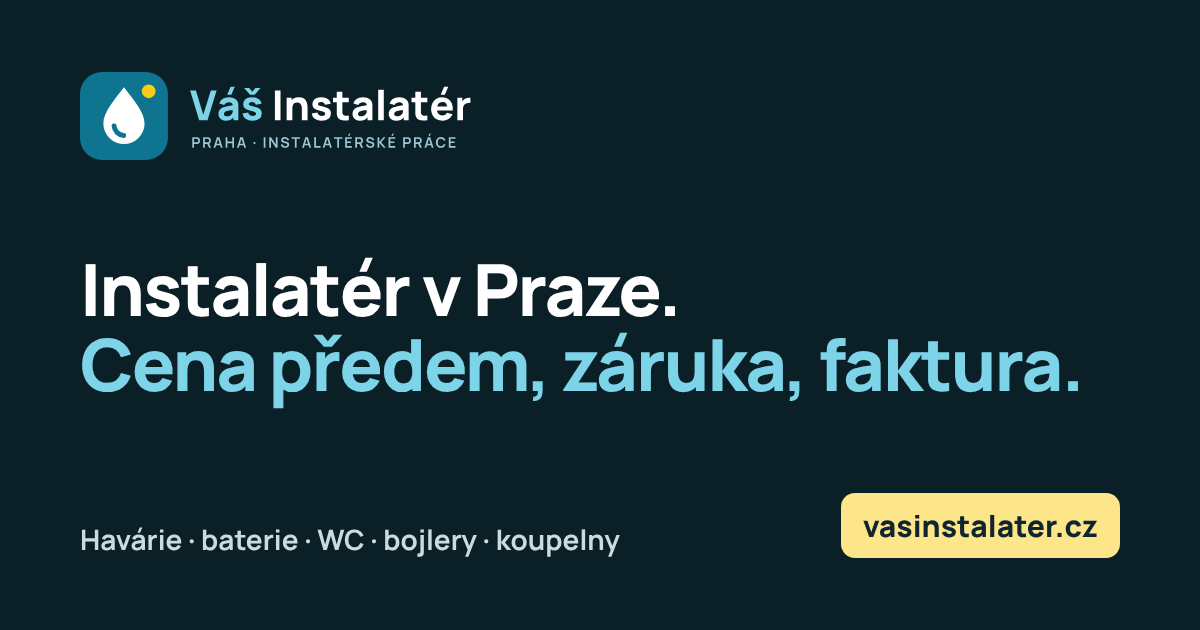 Váš Instalatér
PRAHA · INSTALATÉRSKÉ PRÁCE
Instalatér v Praze.
Cena předem, záruka, faktura.
Havárie · baterie · WC · bojlery · koupelny
vasinstalater.cz